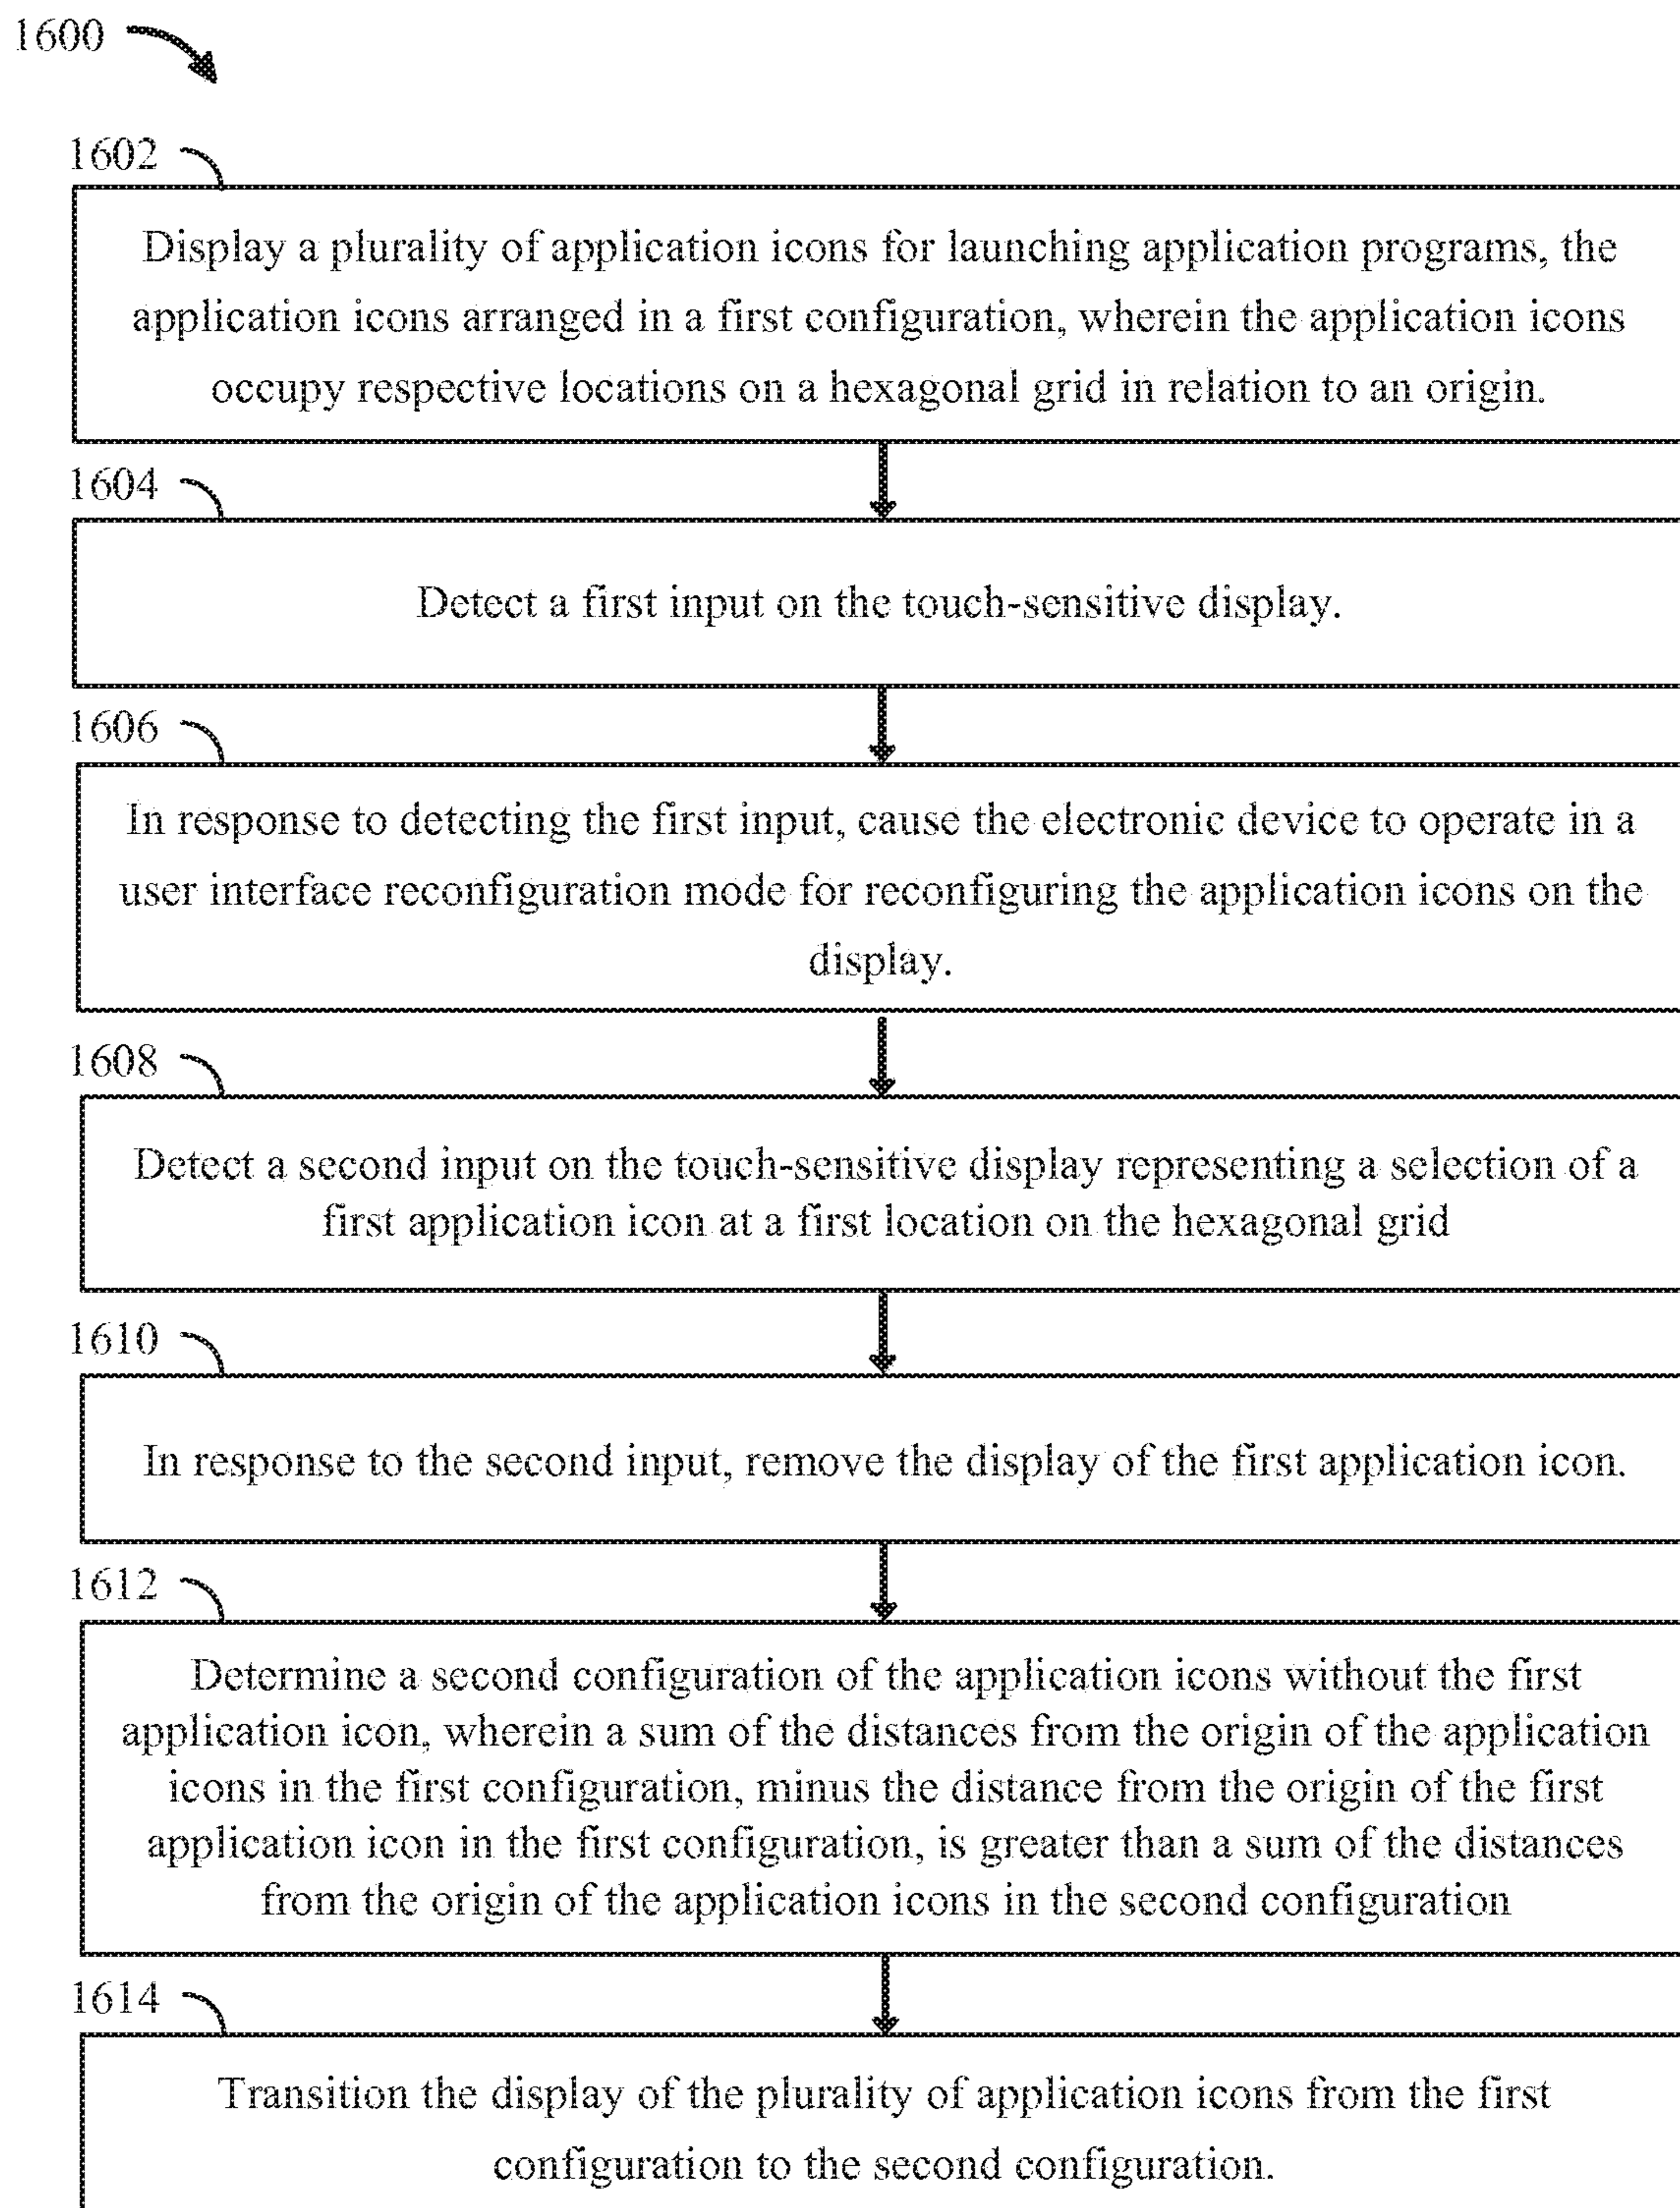 1600
1602
Display a plurality of application icons for launching application programs, the
application icons arranged in a first configuration, wherein the application icons
occupy respective locations on a hexagonal grid in relation to an origin.
1604
Detect a first input on the touch-sensitive display.
1606
In response to detecting the first input, cause the electronic device to operate in a
user interface reconfiguration mode for reconfiguring the application icons on the
display.
1608
Detect a second input on the touch-sensitive display representing a selection of a
first application icon at a first location on the hexagonal grid
1610
In response to the second input, remove the display of the first application icon.
1612
Determine a second configuration of the application icons without the first
application icon, wherein a sum of the distances from the origin of the application
icons in the first configuration, minus the distance from the origin of the first
application icon in the first configuration, is greater than a sum of the distances
from the origin of the application icons in the second configuration
1614
Transition the display of the plurality of application icons from the first
configuration to the second configuration.